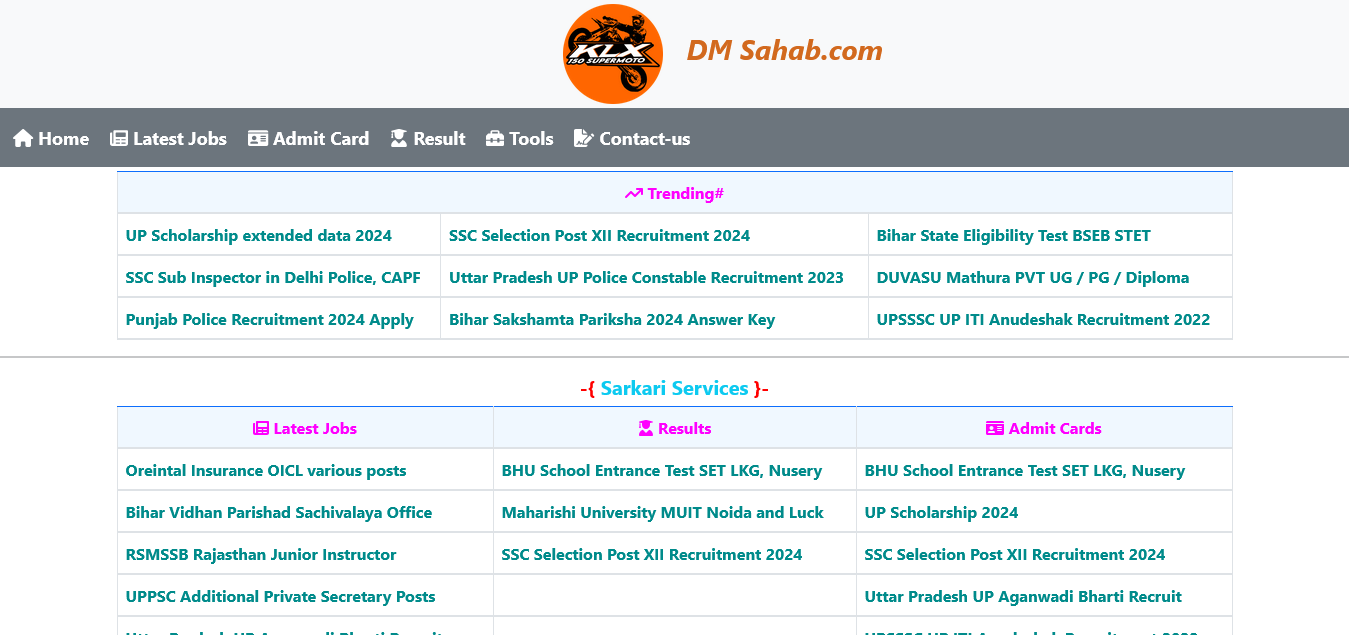 KLX
150 SUPERMOTO
DM Sahab.com
Home Latest Jobs Admit Card Result Tools Contact-us
Trending#
UP Scholarship extended data 2024 SSC Selection Post XII Recruitment 2024 Bihar State Eligibility Test BSEB STET
SSC Sub Inspector in Delhi Police, CAPF Uttar Pradesh UP Police Constable Recruitment 2023 DUVASU Mathura PVT UG / PG / Diploma
Punjab Police Recruitment 2024 Apply Bihar Sakshamta Pariksha 2024 Answer Key UPSSSC UP ITI Anudeshak Recruitment 2022
-{ Sarkari Services }-
Latest Jobs Results Admit Cards
Oreintal Insurance OICL various posts BHU School Entrance Test SET LKG, Nusery BHU School Entrance Test SET LKG, Nusery
Bihar Vidhan Parishad Sachivalaya Office Maharishi University MUIT Noida and Luck UP Scholarship 2024
RSMSSB Rajasthan Junior Instructor SSC Selection Post XII Recruitment 2024 SSC Selection Post XII Recruitment 2024
UPPSC Additional Private Secretary Posts Uttar Pradesh UP Aganwadi Bharti Recruit